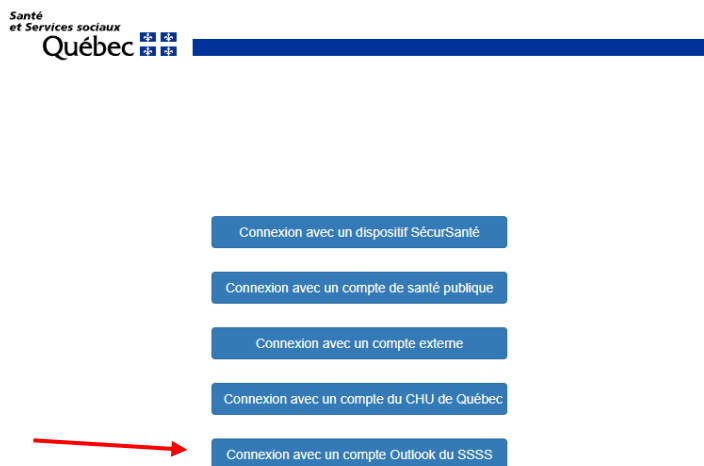 Santé
et Services sociaux
Québec
Connexion avec un dispositif SécurSanté
Connexion avec un compte de santé publique
Connexion avec un compte externe
Connexion avec un compte du CHU de Québec
Connexion avec un compte Outlook du SSSS